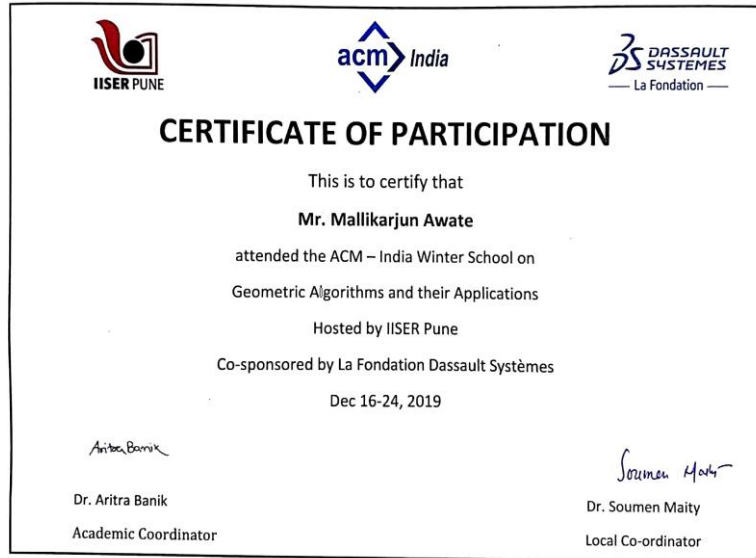 IISER PUNE
acm India
DASSAULT
SYSTEMES
La Fondation
CERTIFICATE OF PARTICIPATION
This is to certify that
Mr. Mallikarjun Awate
attended the ACM – India Winter School on
Geometric Algorithms and their Applications
Hosted by IISER Pune
Co-sponsored by La Fondation Dassault Systèmes
Dec 16-24, 2019
Aritra Banik
Soumen Maity
Dr. Aritra Banik
Dr. Soumen Maity
Academic Coordinator
Local Co-ordinator